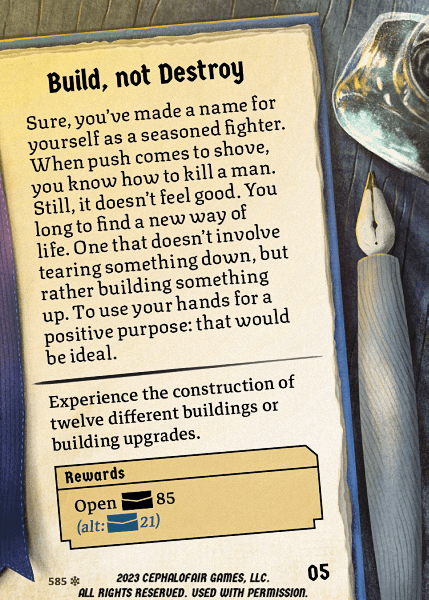 Build, not Destroy
Sure, you've made a name for
yourself as a seasoned fighter.
When push comes to shove,
you know how to kill a man.
Still, it doesn't feel good. You
long to find a new way of
life. One that doesn't involve
tearing something down, but
rather building something
up. To use your hands for a
positive purpose: that would
be ideal.
Experience the construction of
twelve different buildings or
building upgrades.
Rewards
Open 85
(alt: 21)
585
2023 CEPHALOFAIR GAMES, LLC.
ALL RIGHTS RESERVED. USED WITH PERMISSION.
05